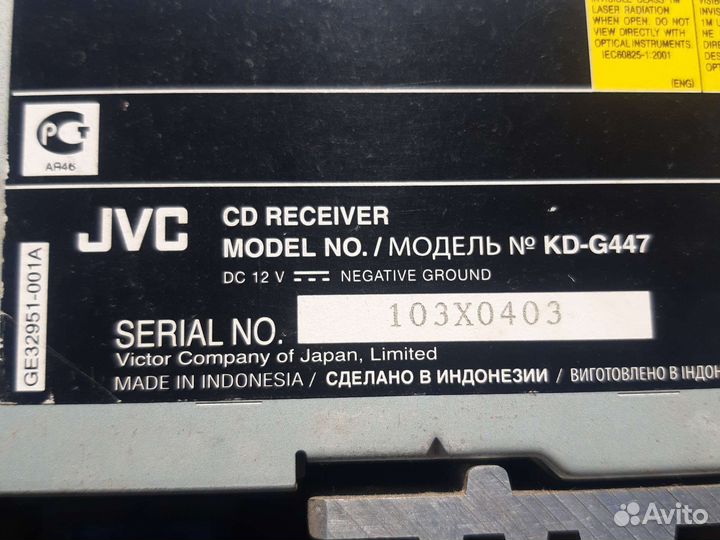 LASER RADIATION
WHEN OPEN. DO NOT
VIEW DIRECTLY WITH
OPTICAL INSTRUMENTS.
IEC60825-1:2001
(ENG)
1M
NE
РСТ
АЯ46
GE32951-001A
JVC
CD RECEIVER
MODEL NO. / МОДЕЛЬ № KD-G447
DC 12 V NEGATIVE GROUND
SERIAL NO. 103X0403
Victor Company of Japan, Limited
MADE IN INDONESIA / СДЕЛАНО В ИНДОНЕЗИИ / ВИГОТОВЛЕНО В
Avito